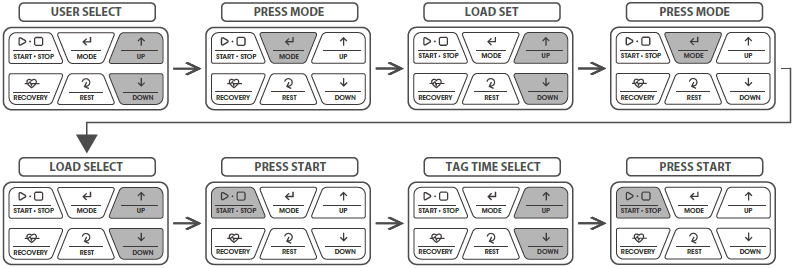 USER SELECT
PRESS MODE
LOAD SET
PRESS MODE
START • STOP
MODE
UP
START • STOP
MODE
UP
START • STOP
MODE
UP
START • STOP
MODE
UP
RECOVERY
REST
DOWN
RECOVERY
REST
DOWN
RECOVERY
REST
DOWN
RECOVERY
REST
DOWN
LOAD SELECT
PRESS START
TAG TIME SELECT
PRESS START
START • STOP
MODE
UP
START • STOP
MODE
UP
START • STOP
MODE
UP
START • STOP
MODE
UP
RECOVERY
REST
DOWN
RECOVERY
REST
DOWN
RECOVERY
REST
DOWN
RECOVERY
REST
DOWN